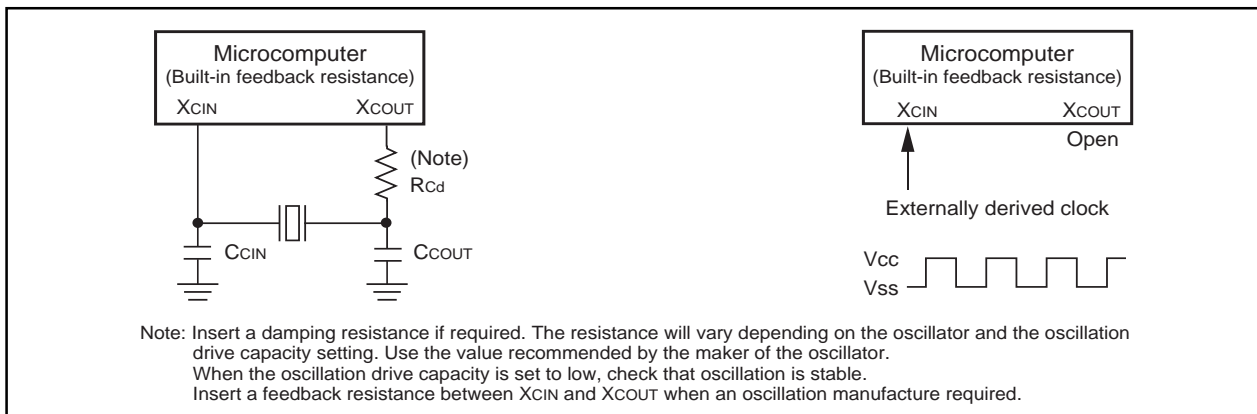 Microcomputer
(Built-in feedback resistance)
XCIN XCOUT
(Note)
RCd
CCIN CCOUT
Microcomputer
(Built-in feedback resistance)
XCIN XCOUT
Open
Externally derived clock
Vcc
Vss
Note: Insert a damping resistance if required. The resistance will vary depending on the oscillator and the oscillation
drive capacity setting. Use the value recommended by the maker of the oscillator.
When the oscillation drive capacity is set to low, check that oscillation is stable.
Insert a feedback resistance between XCIN and XCOUT when an oscillation manufacture required.